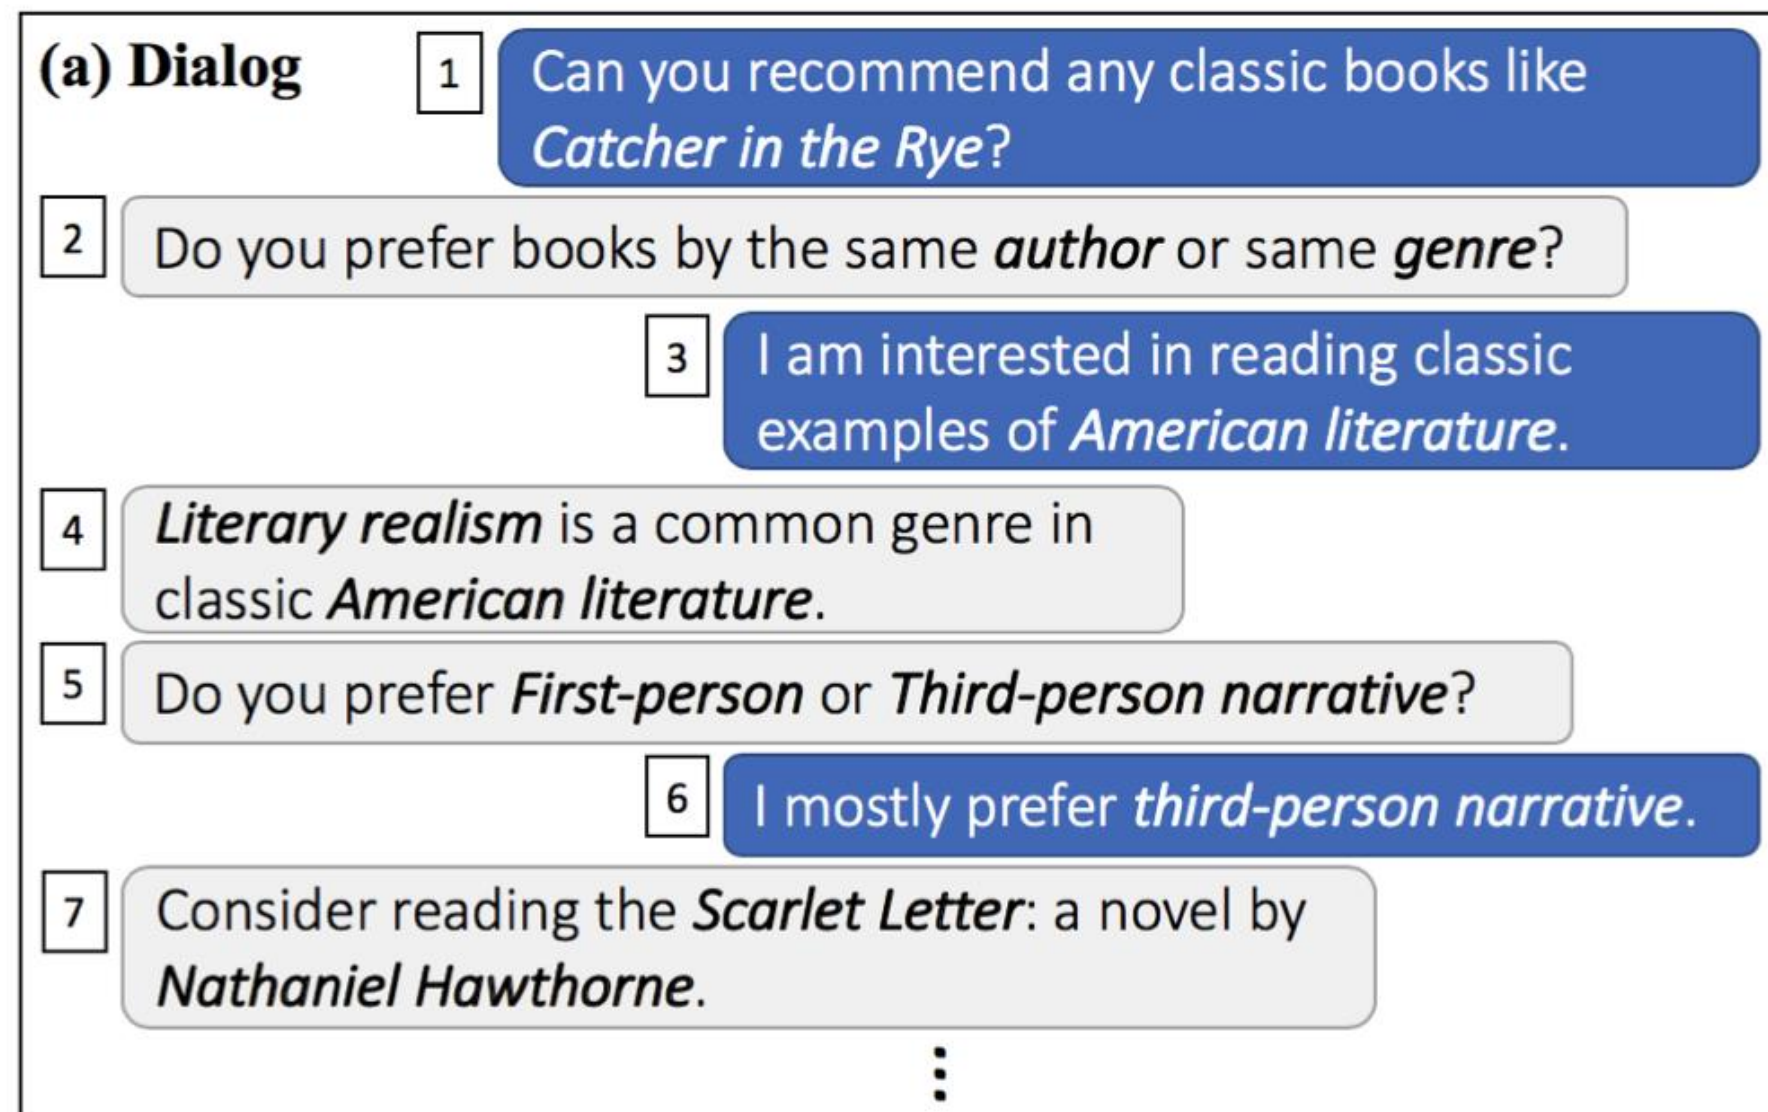 (a) Dialog
1
Can you recommend any classic books like
Catcher in the Rye?
2
Do you prefer books by the same author or same genre?
3
I am interested in reading classic
examples of American literature.
4
Literary realism is a common genre in
classic American literature.
5
Do you prefer First-person or Third-person narrative?
6
I mostly prefer third-person narrative.
7
Consider reading the Scarlet Letter: a novel by
Nathaniel Hawthorne.